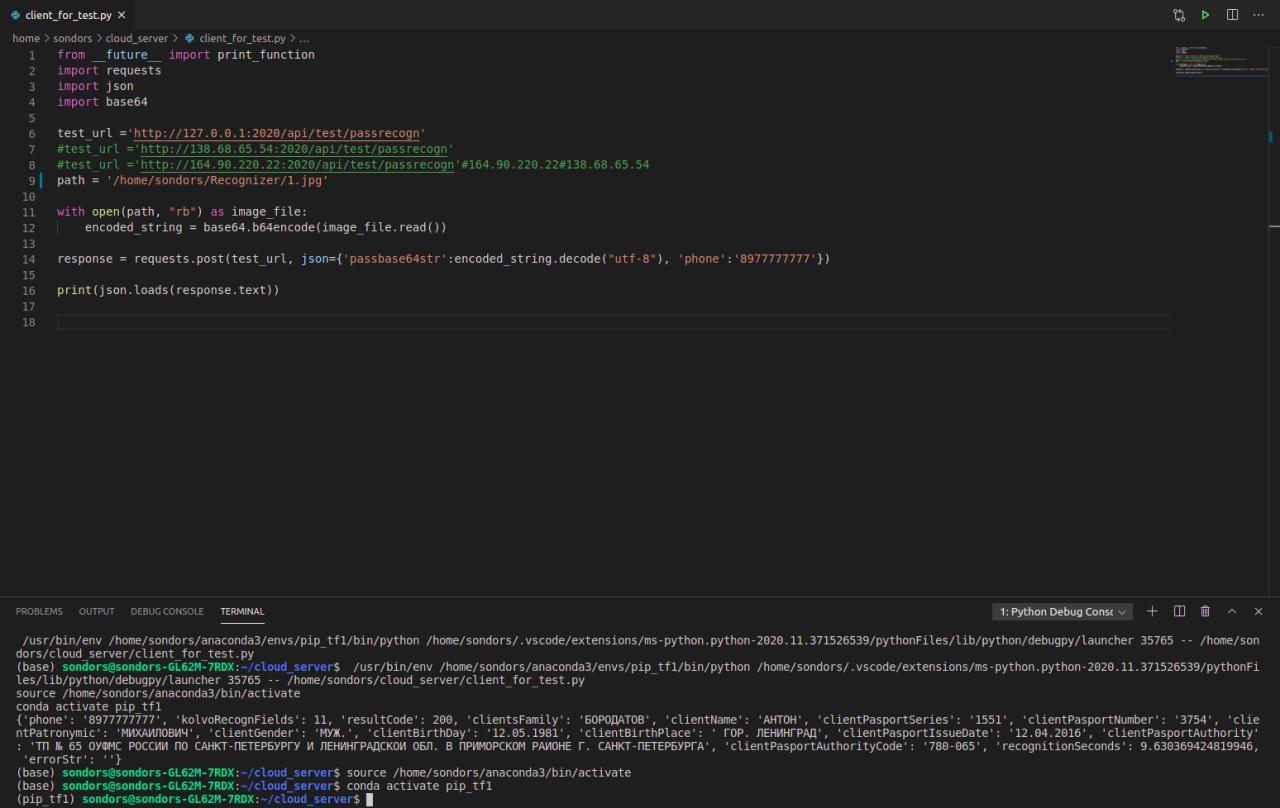 client_for_test.py
home > sondors > cloud_server > client_for_test.py > ...
1 from __future__ import print_function
2 import requests
3 import json
4 import base64
5
6 test_url ='http://127.0.0.1:2020/api/test/passrecogn'
7 #test_url ='http://138.68.65.54:2020/api/test/passrecogn'
8 #test_url ='http://164.90.220.22:2020/api/test/passrecogn'#164.90.220.22#138.68.65.54
9 path = '/home/sondors/Recognizer/1.jpg'
10
11 with open(path, "rb") as image_file:
12 encoded_string = base64.b64encode(image_file.read())
13
14 response = requests.post(test_url, json={'passbase64str':encoded_string.decode("utf-8"), 'phone':'8977777777'})
15
16 print(json.loads(response.text))
17
18
PROBLEMS OUTPUT DEBUG CONSOLE TERMINAL 1: Python Debug Consc
/usr/bin/env /home/sondors/anaconda3/envs/pip_tf1/bin/python /home/sondors/.vscode/extensions/ms-python.python-2020.11.371526539/pythonFiles/lib/python/debugpy/launcher 35765 -- /home/son
dors/cloud_server/client_for_test.py
(base) sondors@sondors-GL62M-7RDX:~/cloud_server$ /usr/bin/env /home/sondors/anaconda3/envs/pip_tf1/bin/python /home/sondors/.vscode/extensions/ms-python.python-2020.11.371526539/pythonFi
les/lib/python/debugpy/launcher 35765 -- /home/sondors/cloud_server/client_for_test.py
source /home/sondors/anaconda3/bin/activate
conda activate pip_tf1
{'phone': '8977777777', 'kolvoRecognFields': 11, 'resultCode': 200, 'clientsFamily': 'БОРОДАТОВ', 'clientName': 'АНТОН', 'clientPasportSeries': '1551', 'clientPasportNumber': '3754', 'clie
ntPatronymic': 'МИХАИЛОВИЧ', 'clientGender': 'МУЖ.', 'clientBirthDay': '12.05.1981', 'clientBirthPlace': ' ГОР. ЛЕНИНГРАД', 'clientPasportIssueDate': '12.04.2016', 'clientPasportAuthority'
: 'ТП № 65 ОУФМС РОССИИ ПО САНКТ-ПЕТЕРБУРГУ И ЛЕНИНГРАДСКОИ ОБЛ. В ПРИМОРСКОМ РАИОНЕ Г. САНКТ-ПЕТЕРБУРГА', 'clientPasportAuthorityCode': '780-065', 'recognitionSeconds': 9.630369424819946,
'errorStr': ''}
(base) sondors@sondors-GL62M-7RDX:~/cloud_server$ source /home/sondors/anaconda3/bin/activate
(base) sondors@sondors-GL62M-7RDX:~/cloud_server$ conda activate pip_tf1
(pip_tf1) sondors@sondors-GL62M-7RDX:~/cloud_server$